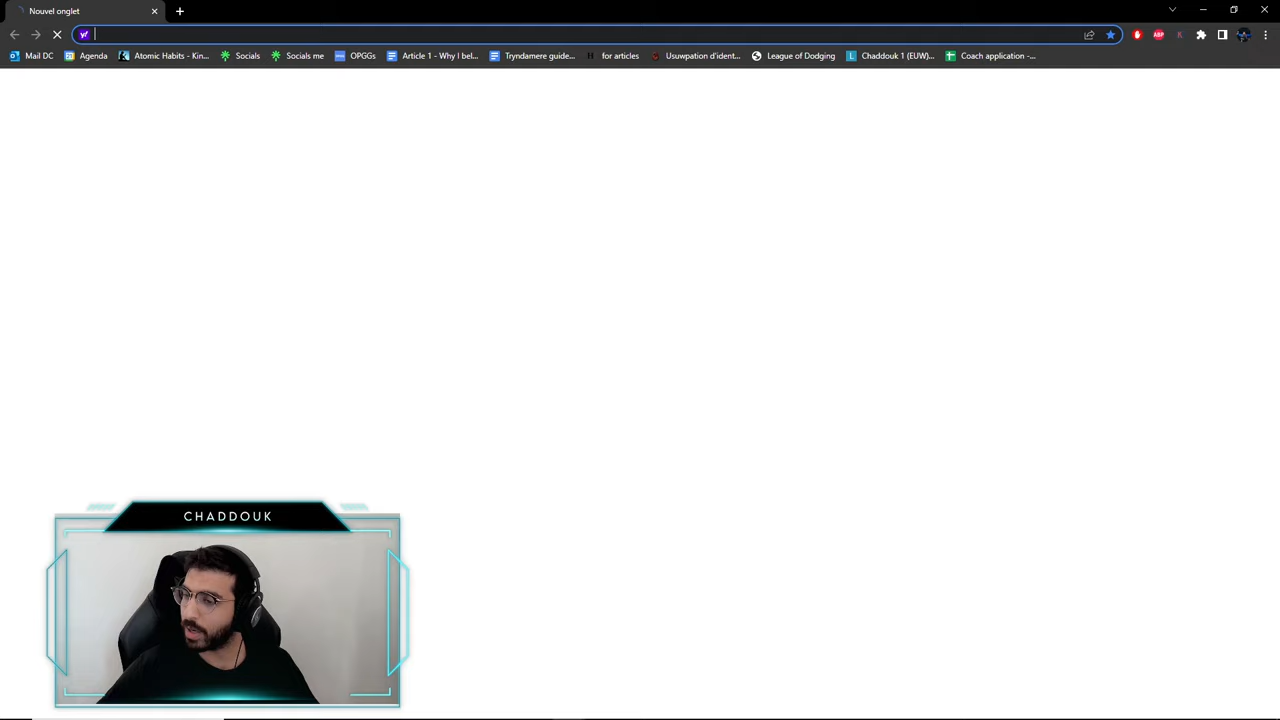 Nouvel onglet
Mail DC Agenda Atomic Habits - Kin... Socials Socials me OPGGs Article 1 - Why I bel... Tryndamere guide... H for articles Usuwpation d'ident... League of Dodging L Chaddouk 1 (EUW)... Coach application -...
CHADDOUK